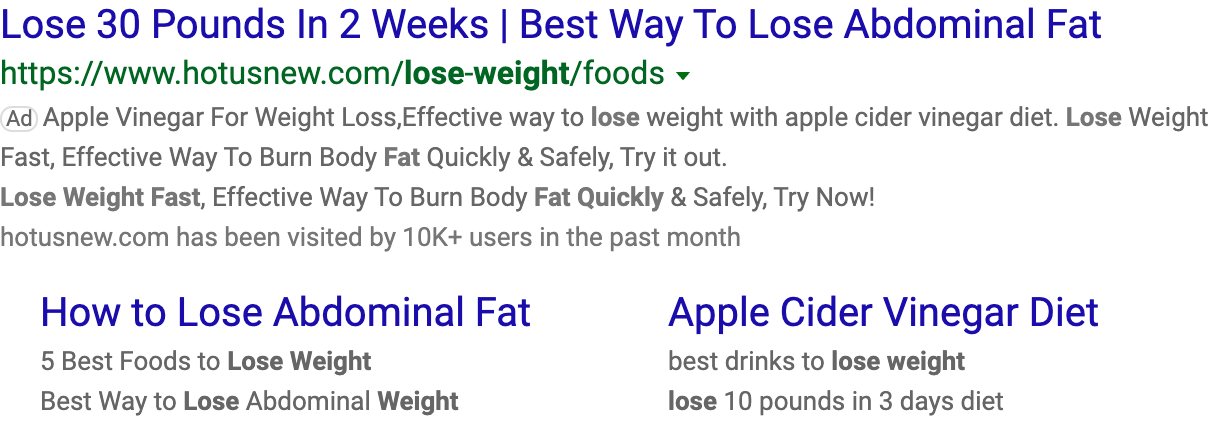 Lose 30 Pounds In 2 Weeks | Best Way To Lose Abdominal Fat
https://www.hotusnew.com/lose-weight/foods
Ad Apple Vinegar For Weight Loss,Effective way to lose weight with apple cider vinegar diet. Lose Weight
Fast, Effective Way To Burn Body Fat Quickly & Safely, Try it out.
Lose Weight Fast, Effective Way To Burn Body Fat Quickly & Safely, Try Now!
hotusnew.com has been visited by 10K+ users in the past month
How to Lose Abdominal Fat
5 Best Foods to Lose Weight
Best Way to Lose Abdominal Weight
Apple Cider Vinegar Diet
best drinks to lose weight
lose 10 pounds in 3 days diet